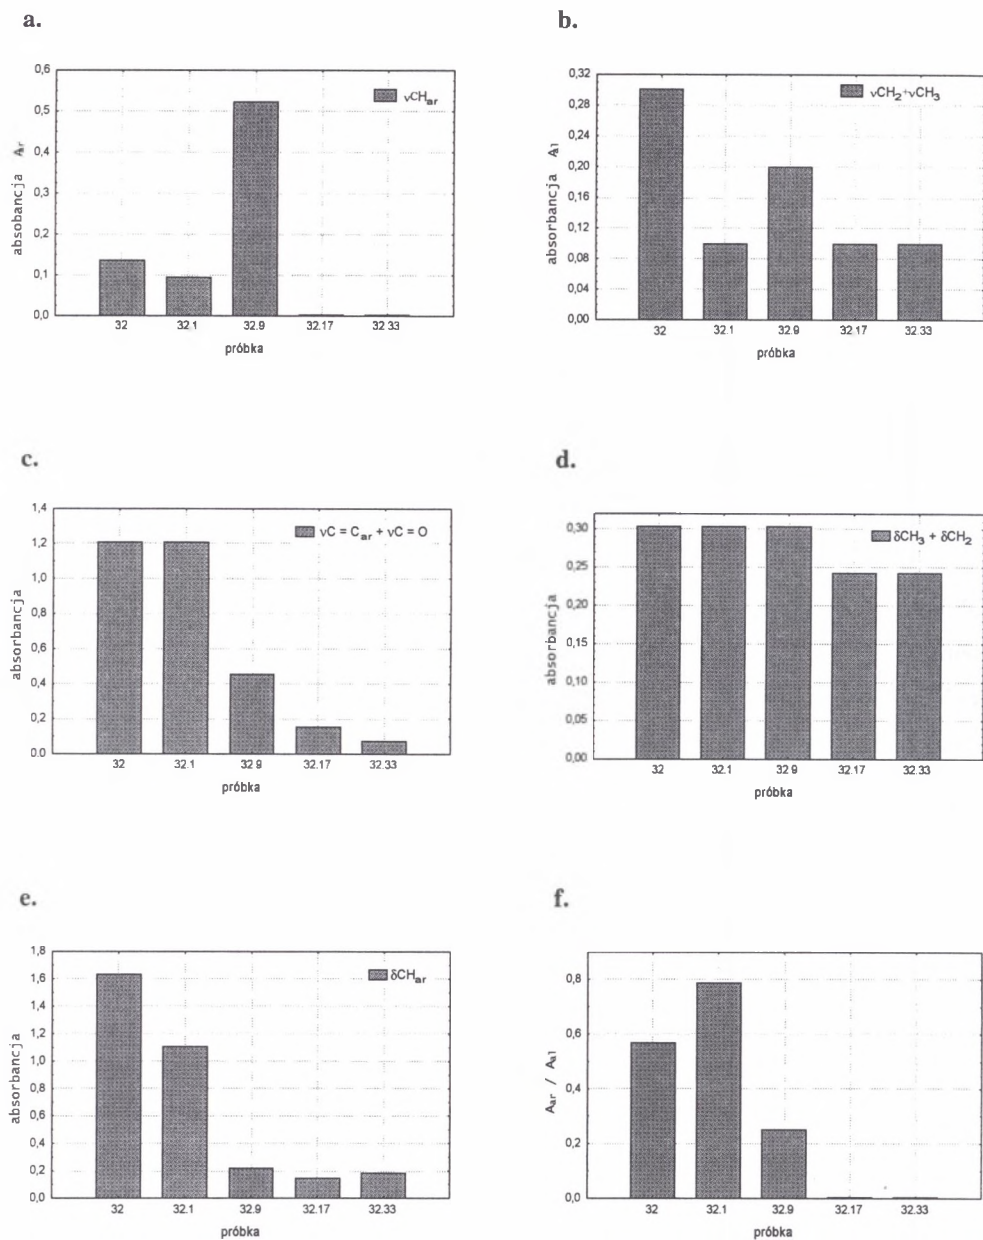 a.
absobancja Aar
0,6
0,5
0,4
0,3
0,2
0,1
0,0
νCHar
32 32.1 32.9 32.17 32.33
próbka
b.
absorbancja Aal
0,32
0,28
0,24
0,20
0,16
0,12
0,08
0,04
0,00
νCH2+νCH3
32 32.1 32.9 32.17 32.33
próbka
c.
absorbancja
1,4
1,2
1,0
0,8
0,6
0,4
0,2
0.0
νC = Car + νC = O
32 32.1 32 9 32.17 32.33
próbka
d.
absorbancja
0,30
0,25
0,20
0,15
0,10
0,05
0,00
δCH3 + δCH2
32 32.1 32 9 32.17 32.33
próbka
e.
absorbancja
1,8
1,6
1,4
1,2
1,0
0,8
0,6
0,4
0,2
0,0
δCHar
32 32.1 32.9 32.17 32.33
próbka
f.
Aar / Aal
0,8
0,6
0,4
0,2
0,0
32 32.1 32.9 32.17 32.33
próbka